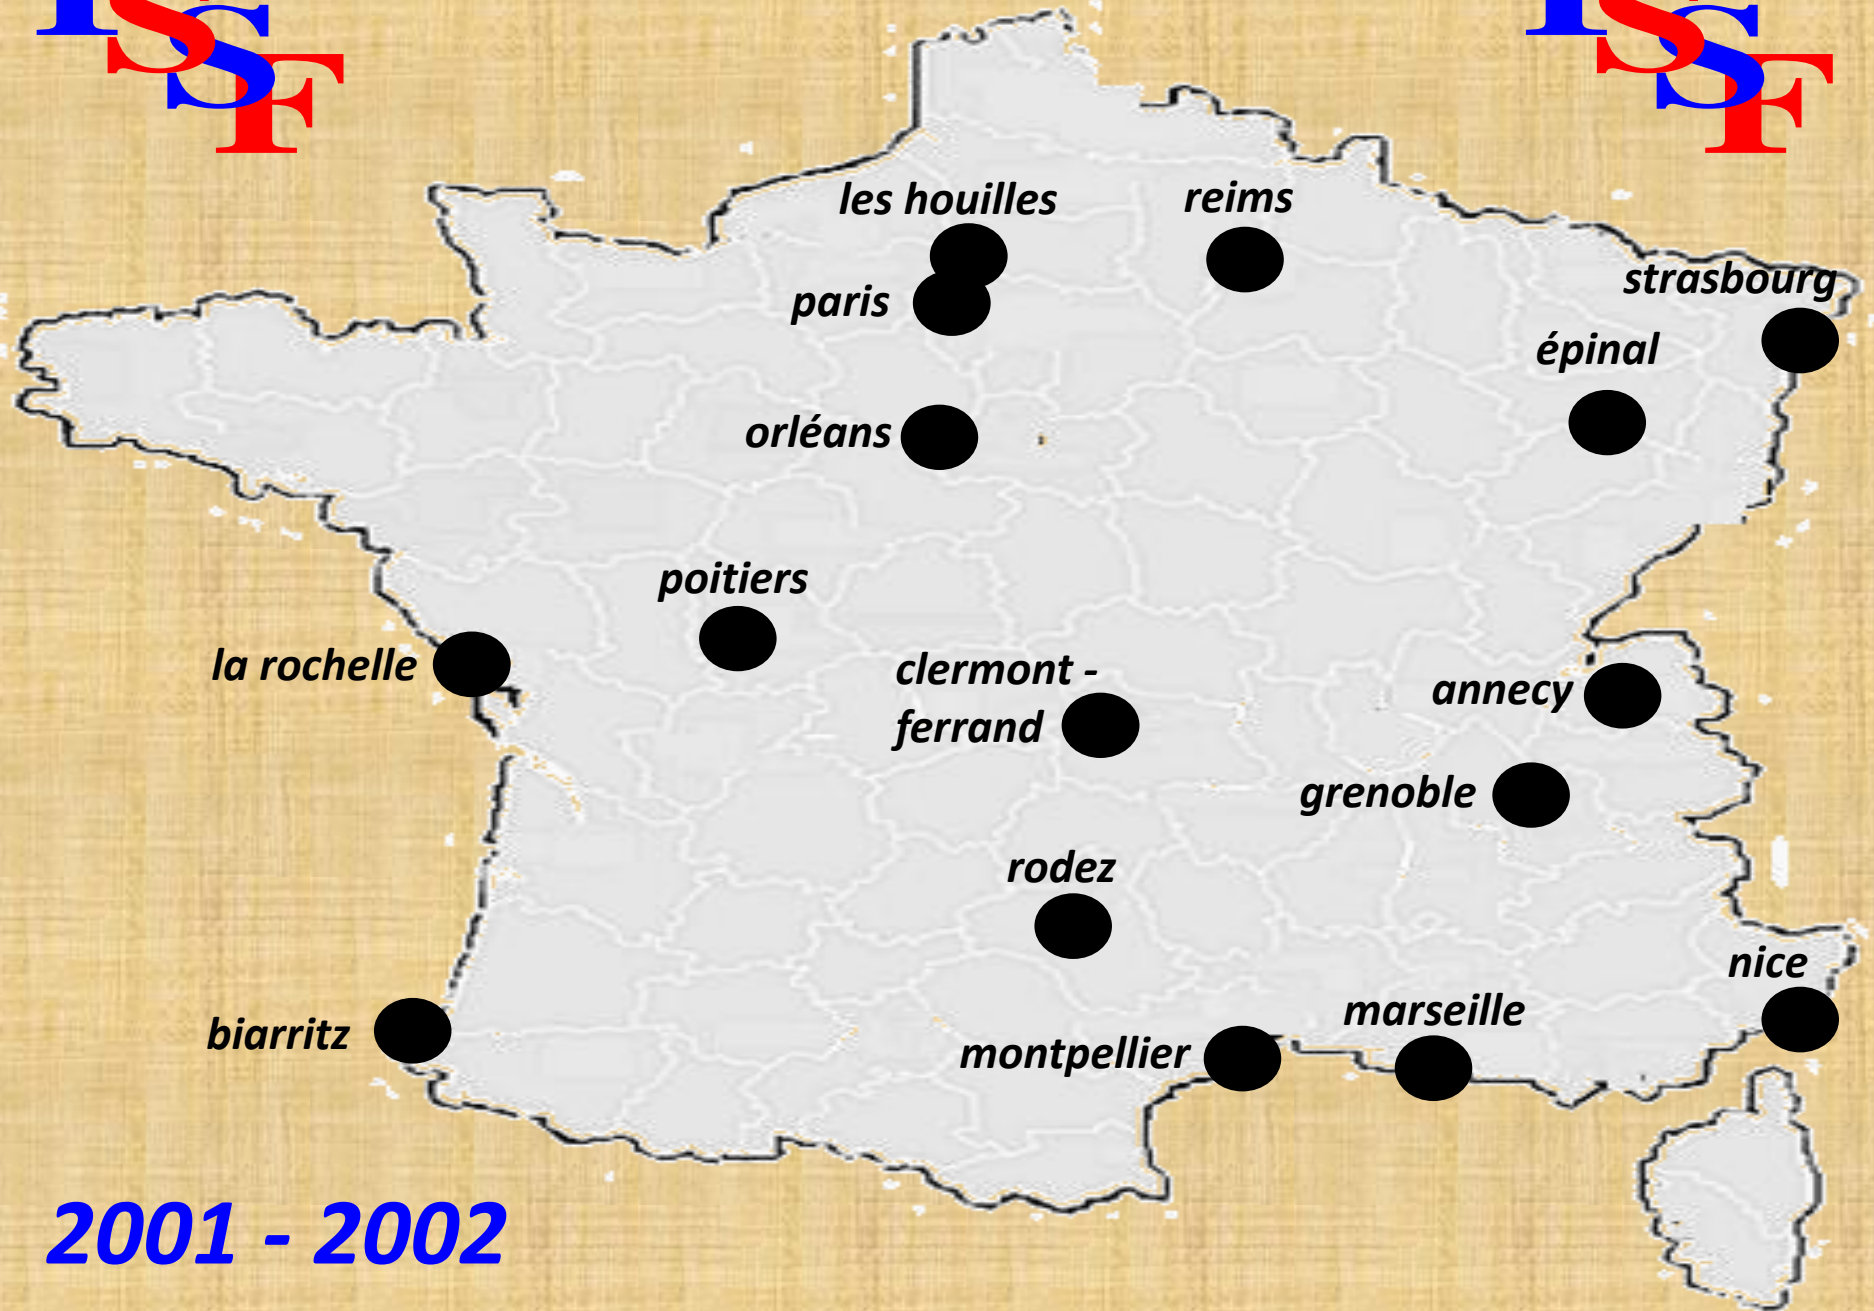 ISSF
ISSF
les houilles
reims
strasbourg
paris
épinal
orléans
poitiers
la rochelle
clermont -
ferrand
annecy
grenoble
rodez
nice
marseille
biarritz
montpellier
2001 - 2002